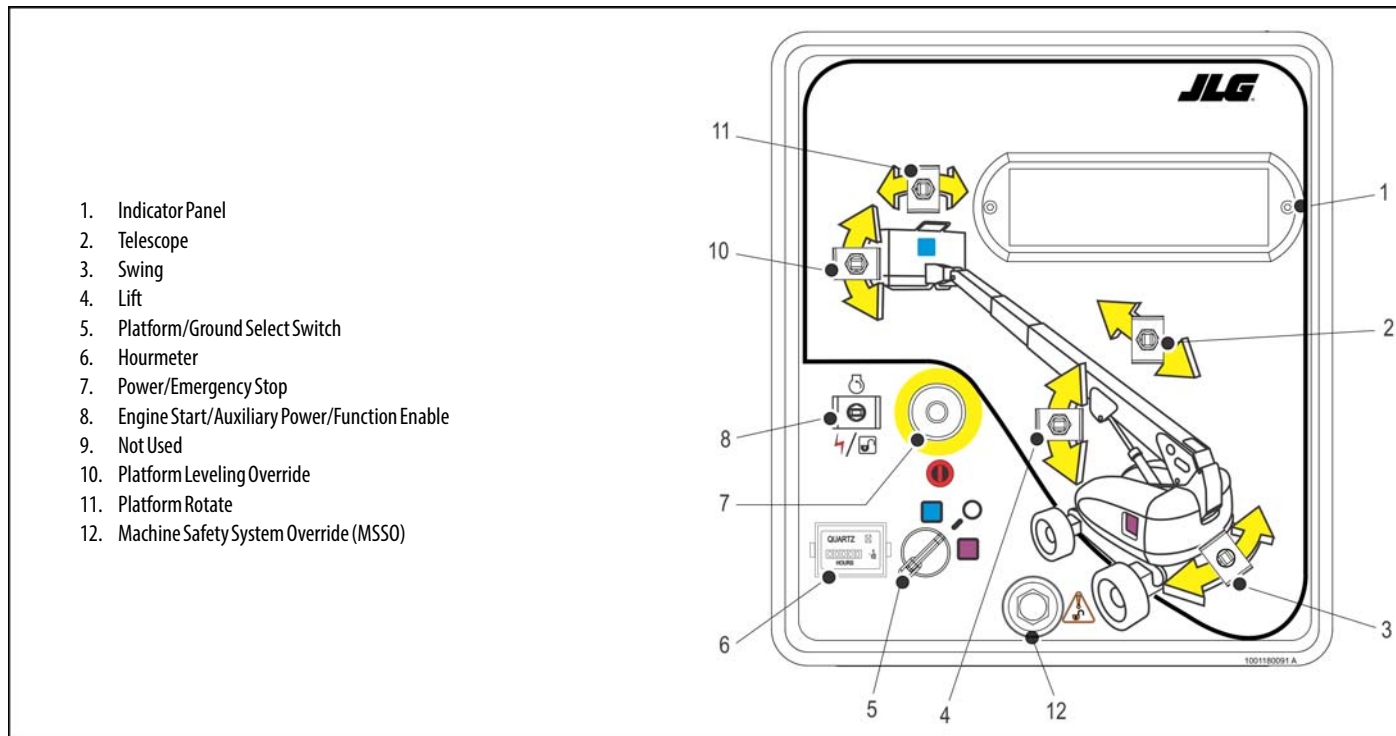 1. Indicator Panel
2. Telescope
3. Swing
4. Lift
5. Platform/Ground Select Switch
6. Hourmeter
7. Power/Emergency Stop
8. Engine Start/Auxiliary Power/Function Enable
9. Not Used
10. Platform Leveling Override
11. Platform Rotate
12. Machine Safety System Override (MSSO)
JLG
11
1
10
2
8
4
7
QUARTZ
HOURS
6
3
5
4
12
1001180091 A